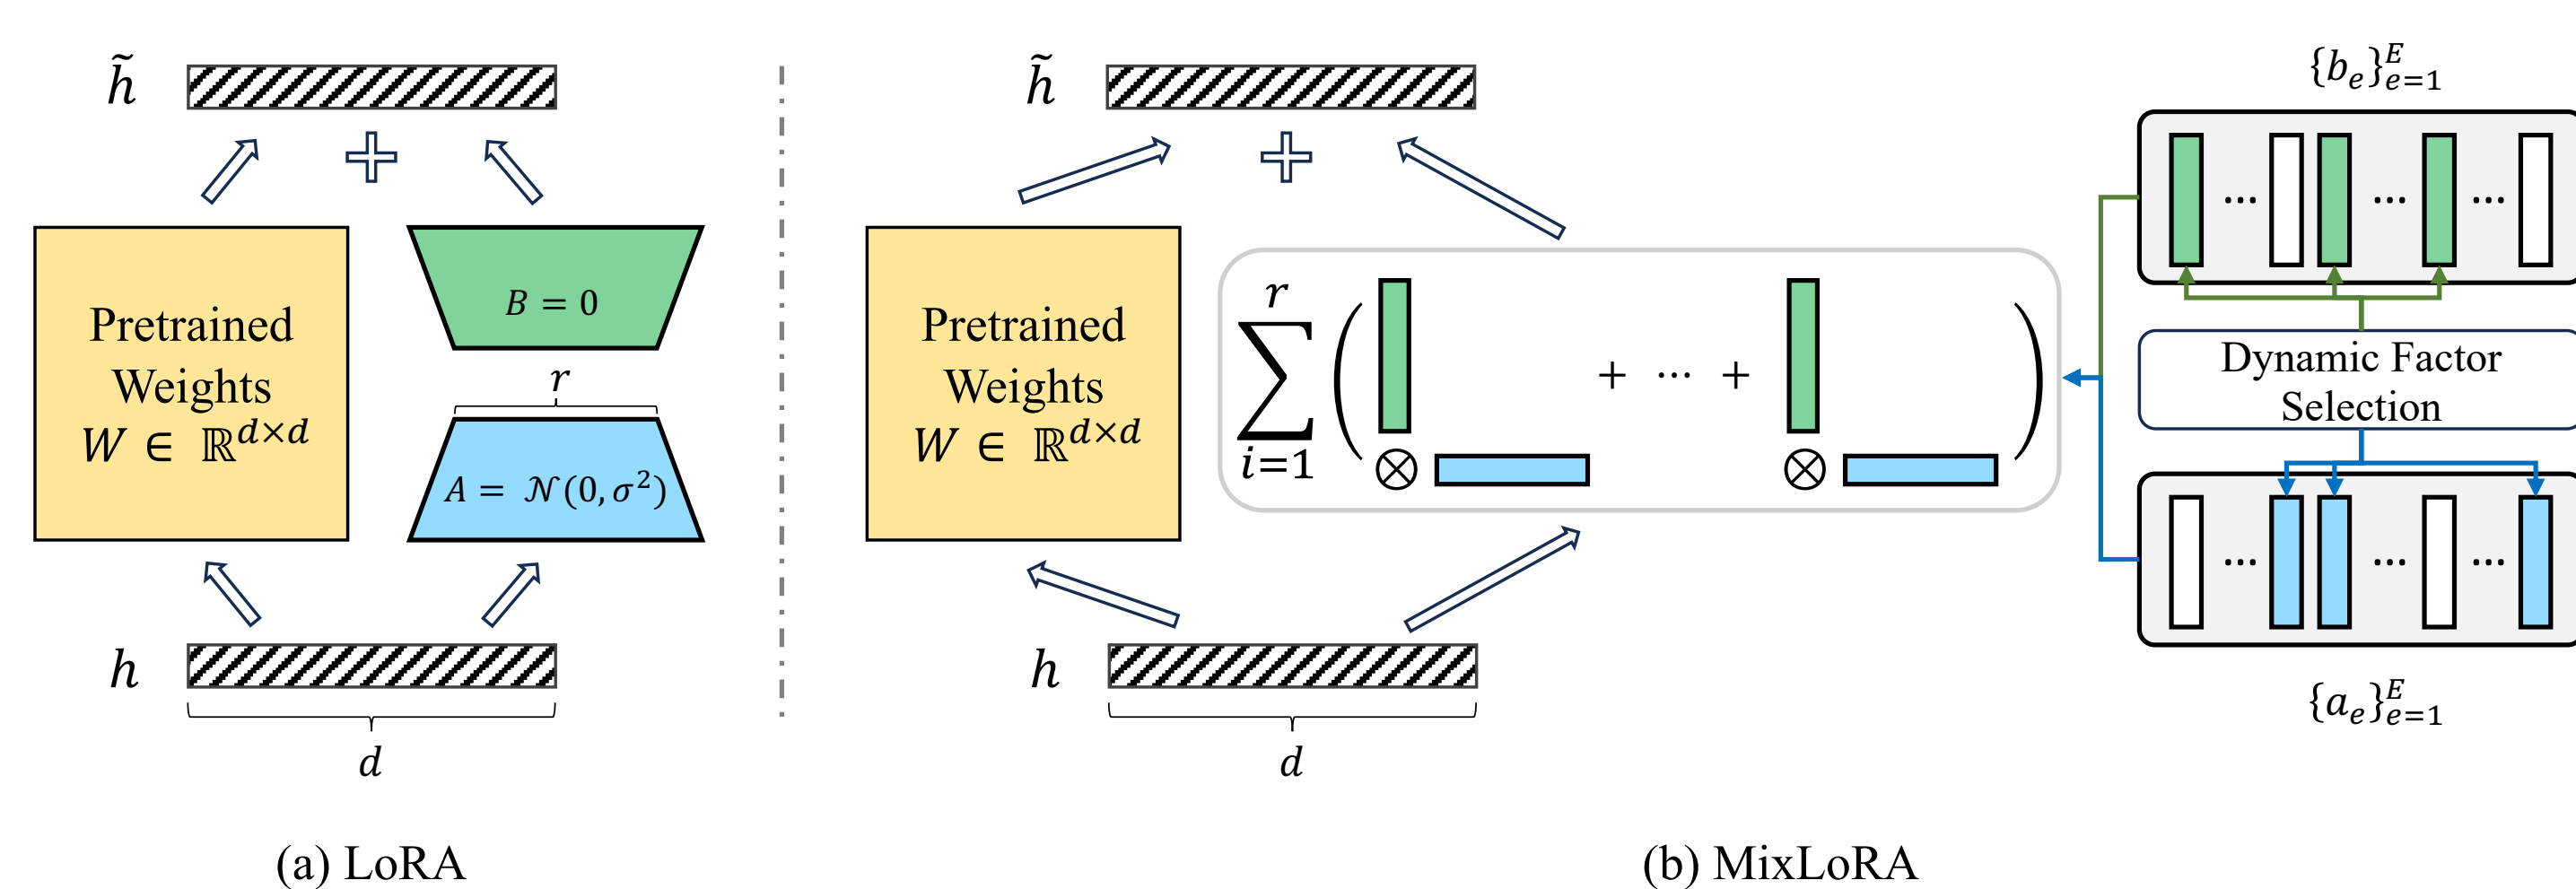 h̃
Pretrained
Weights
W ∈ ℝ^{d×d}
B = 0
r
A = 𝒩(0, σ²)
h
d
(a) LoRA
h̃
Pretrained
Weights
W ∈ ℝ^{d×d}
∑_{i=1}^{r} ( ⊗ + ⋯ + ⊗ )
h
d
{b_e}_{e=1}^{E}
... ... ...
Dynamic Factor
Selection
... ... ...
{a_e}_{e=1}^{E}
(b) MixLoRA